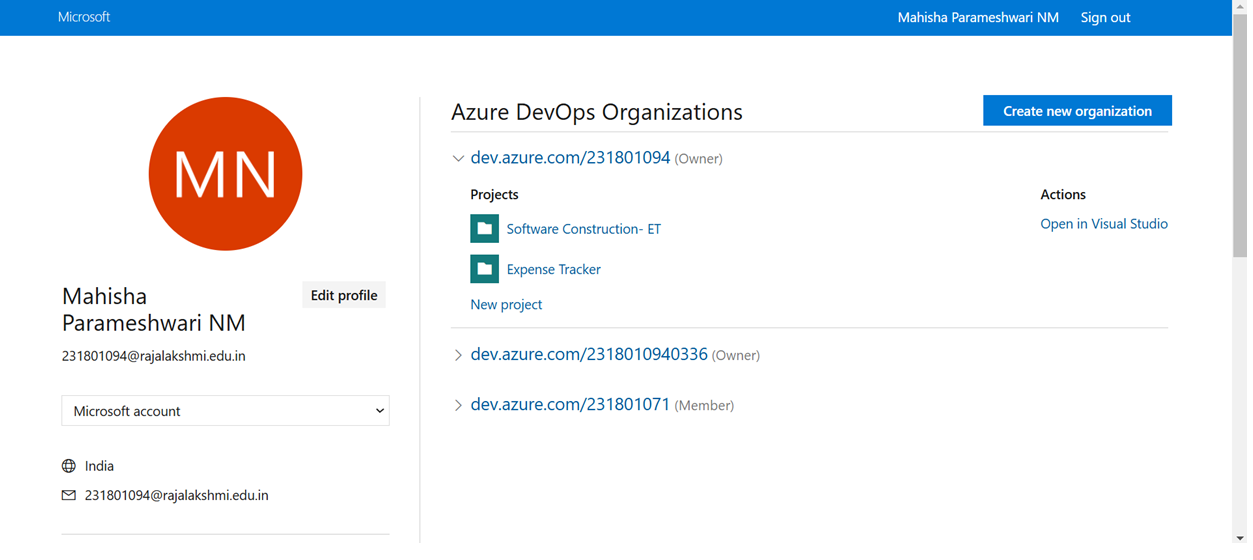 Microsoft
Mahisha Parameshwari NM Sign out
MN
Mahisha
Parameshwari NM
Edit profile
231801094@rajalakshmi.edu.in
Microsoft account
India
231801094@rajalakshmi.edu.in
Azure DevOps Organizations
Create new organization
dev.azure.com/231801094 (Owner)
Projects
Actions
Software Construction- ET
Open in Visual Studio
Expense Tracker
New project
dev.azure.com/2318010940336 (Owner)
dev.azure.com/231801071 (Member)